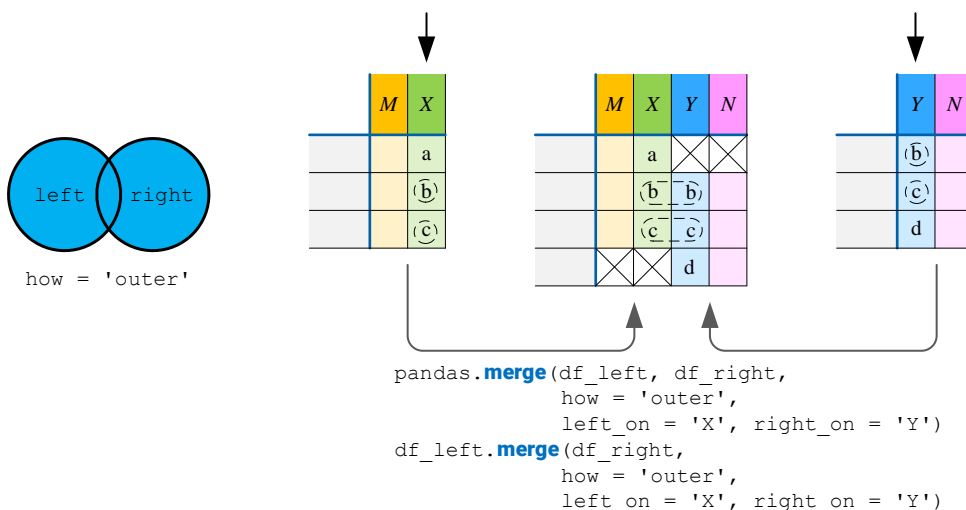 M X
a
b
c
M X Y N
a
b b
c c
d
Y N
b
c
d
left right
how = 'outer'
pandas.merge(df_left, df_right,
how = 'outer',
left_on = 'X', right_on = 'Y')
df_left.merge(df_right,
how = 'outer',
left_on = 'X', right_on = 'Y')